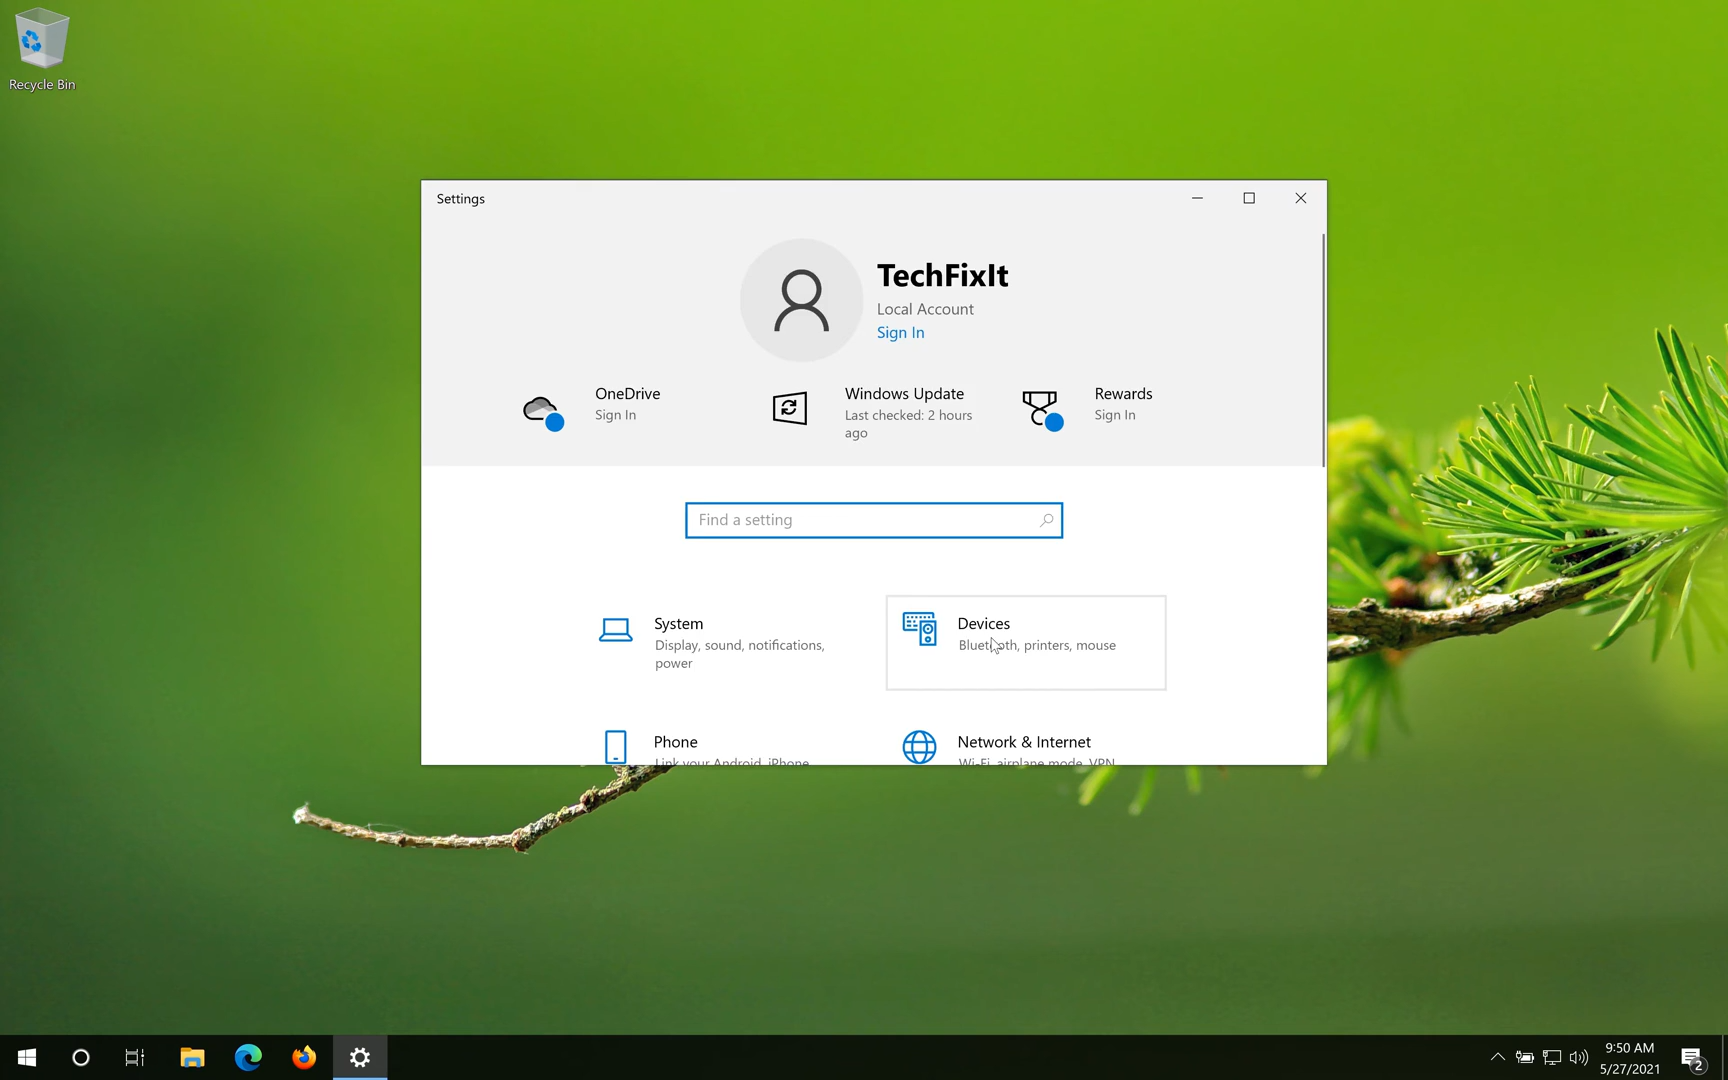 Recycle Bin
Settings
TechFixIt
Local Account
Sign In
OneDrive
Sign In
Windows Update
Last checked: 2 hours
ago
Rewards
Sign In
Find a setting
System
Display, sound, notifications,
power
Devices
Bluetooth, printers, mouse
Phone
Link your Android, iPhone
Network & Internet
Wi-Fi, airplane mode, VPN
9:50 AM
5/27/2021
2